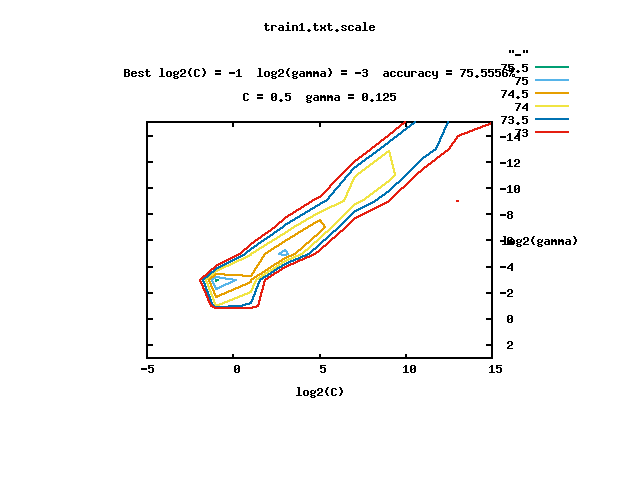 train1.txt.scale
"-"
Best log2(C) = -1 log2(gamma) = -3 accuracy = 75.5556%
75.5
75
C = 0.5 gamma = 0.125
74.5
74
73.5
73
-14
-12
-10
-8
-6
log2(gamma)
-4
-2
0
2
-5 0 5 10 15
log2(C)